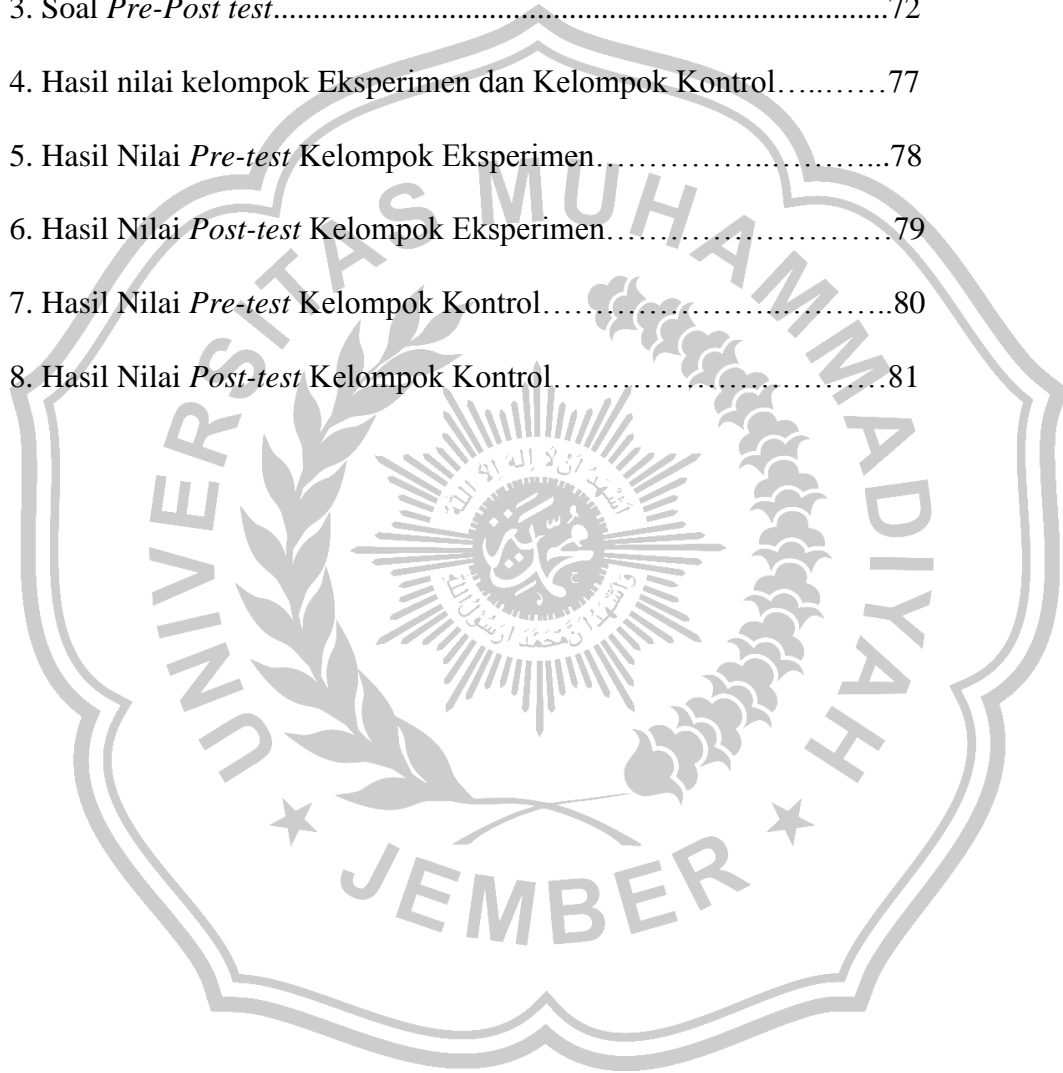 3. Soal Pre-Post test.............................................................................72
4. Hasil nilai kelompok Eksperimen dan Kelompok Kontrol…..……77
5. Hasil Nilai Pre-test Kelompok Eksperimen……………..………...78
6. Hasil Nilai Post-test Kelompok Eksperimen………………………79
7. Hasil Nilai Pre-test Kelompok Kontrol…………………..………..80
8. Hasil Nilai Post-test Kelompok Kontrol…..………………………81
UNIVERSITAS MUHAMMADIYAH
JEMBER